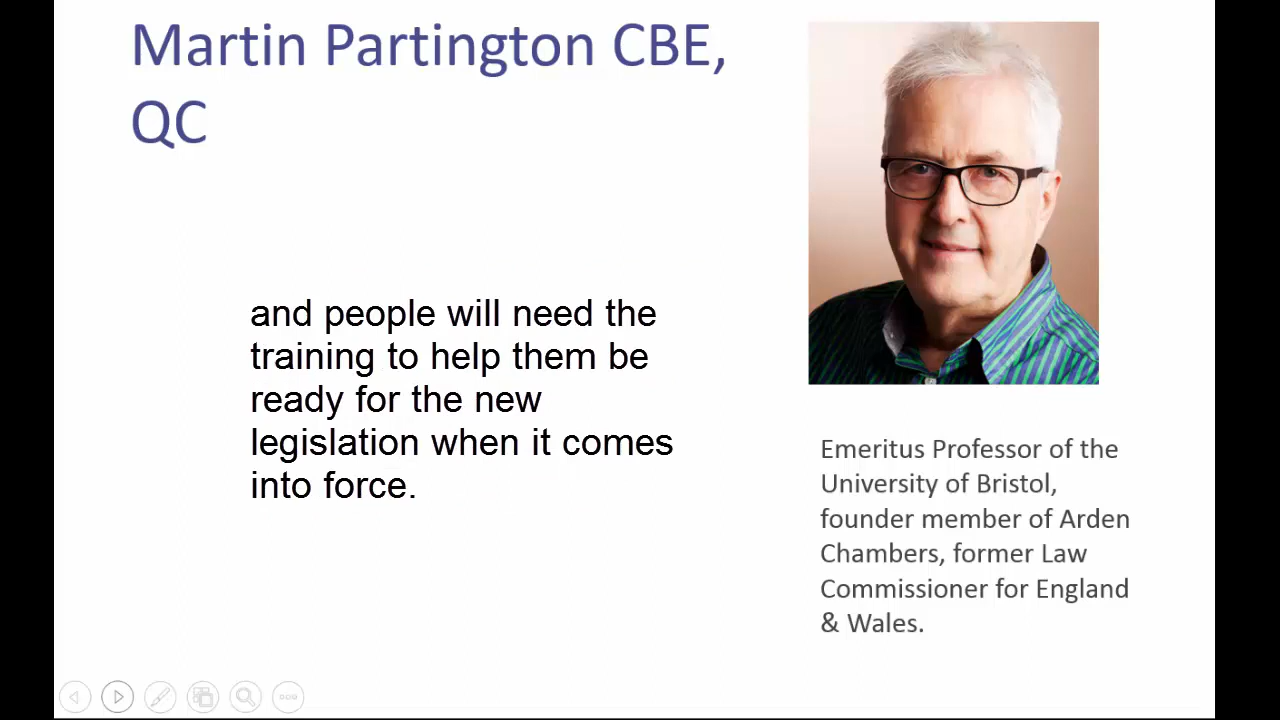 Martin Partington CBE,
QC
and people will need the
training to help them be
ready for the new
legislation when it comes
into force.
Emeritus Professor of the
University of Bristol,
founder member of Arden
Chambers, former Law
Commissioner for England
& Wales.